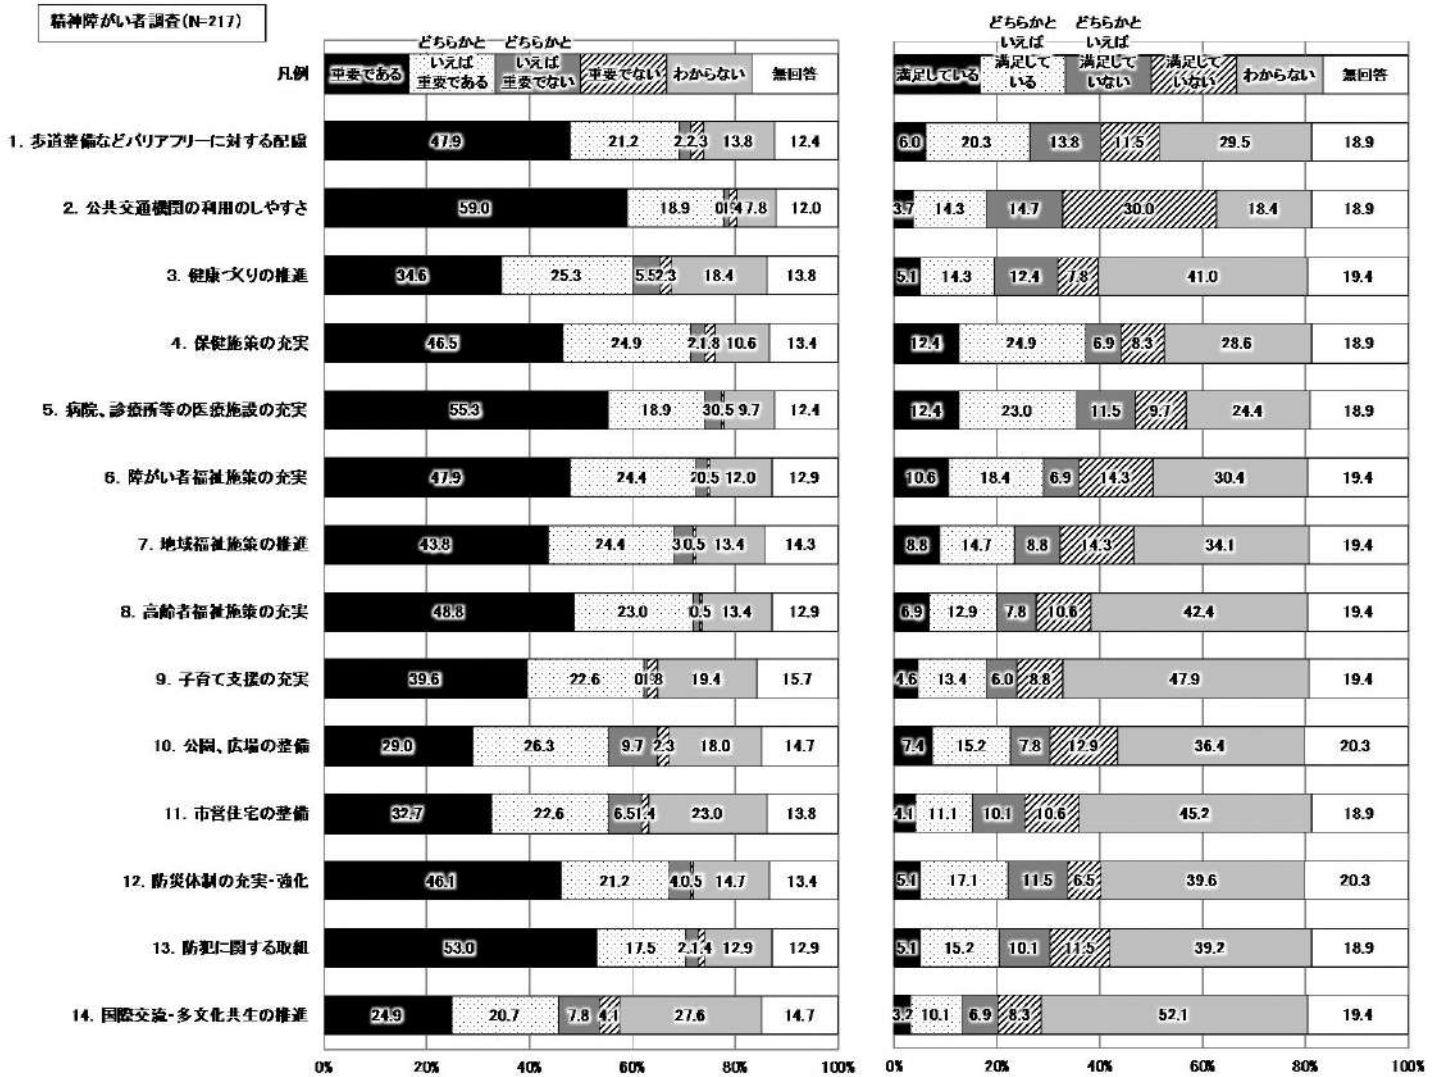 精神障がい者調査(N=217)
凡例
重要である
どちらかと
いえば
重要である
どちらかと
いえば
重要でない
重要でない
わからない
無回答
満足している
どちらかと
いえば
満足して
いる
どちらかと
いえば
満足して
いない
満足して
いない
わからない
無回答
1. 歩道整備などバリアフリーに対する配慮
47.9 21.2 2.3 13.8 12.4
6.0 20.3 13.8 11.5 29.5 18.9
2. 公共交通機関の利用のしやすさ
59.0 18.9 7.8 12.0
3.7 14.3 14.7 30.0 18.4 18.9
3. 健康づくりの推進
34.6 25.3 5.5 2.3 18.4 13.8
5.1 14.3 12.4 7.8 41.0 19.4
4. 保健施策の充実
46.5 24.9 1.8 10.6 13.4
12.4 24.9 6.9 8.3 28.6 18.9
5. 病院、診療所等の医療施設の充実
55.3 18.9 0.5 9.7 12.4
12.4 23.0 11.5 9.7 24.4 18.9
6. 障がい者福祉施策の充実
47.9 24.4 0.5 12.0 12.9
10.6 18.4 6.9 14.3 30.4 19.4
7. 地域福祉施策の推進
43.8 24.4 0.5 13.4 14.3
8.8 14.7 8.8 14.3 34.1 19.4
8. 高齢者福祉施策の充実
48.8 23.0 0.5 13.4 12.9
6.9 12.9 7.8 10.6 42.4 19.4
9. 子育て支援の充実
39.6 22.6 19.4 15.7
4.6 13.4 6.0 8.8 47.9 19.4
10. 公園、広場の整備
29.0 26.3 9.7 2.3 18.0 14.7
7.4 15.2 7.8 12.9 36.4 20.3
11. 市営住宅の整備
32.7 22.6 6.5 1.4 23.0 13.8
4.1 11.1 10.1 10.6 45.2 18.9
12. 防災体制の充実・強化
46.1 21.2 0.5 14.7 13.4
5.1 17.1 11.5 6.5 39.6 20.3
13. 防犯に関する取組
53.0 17.5 1.4 12.9 12.9
5.1 15.2 10.1 11.5 39.2 18.9
14. 国際交流・多文化共生の推進
24.9 20.7 7.8 4.1 27.6 14.7
3.2 10.1 6.9 8.3 52.1 19.4
0% 20% 40% 60% 80% 100%
0% 20% 40% 60% 80% 100%